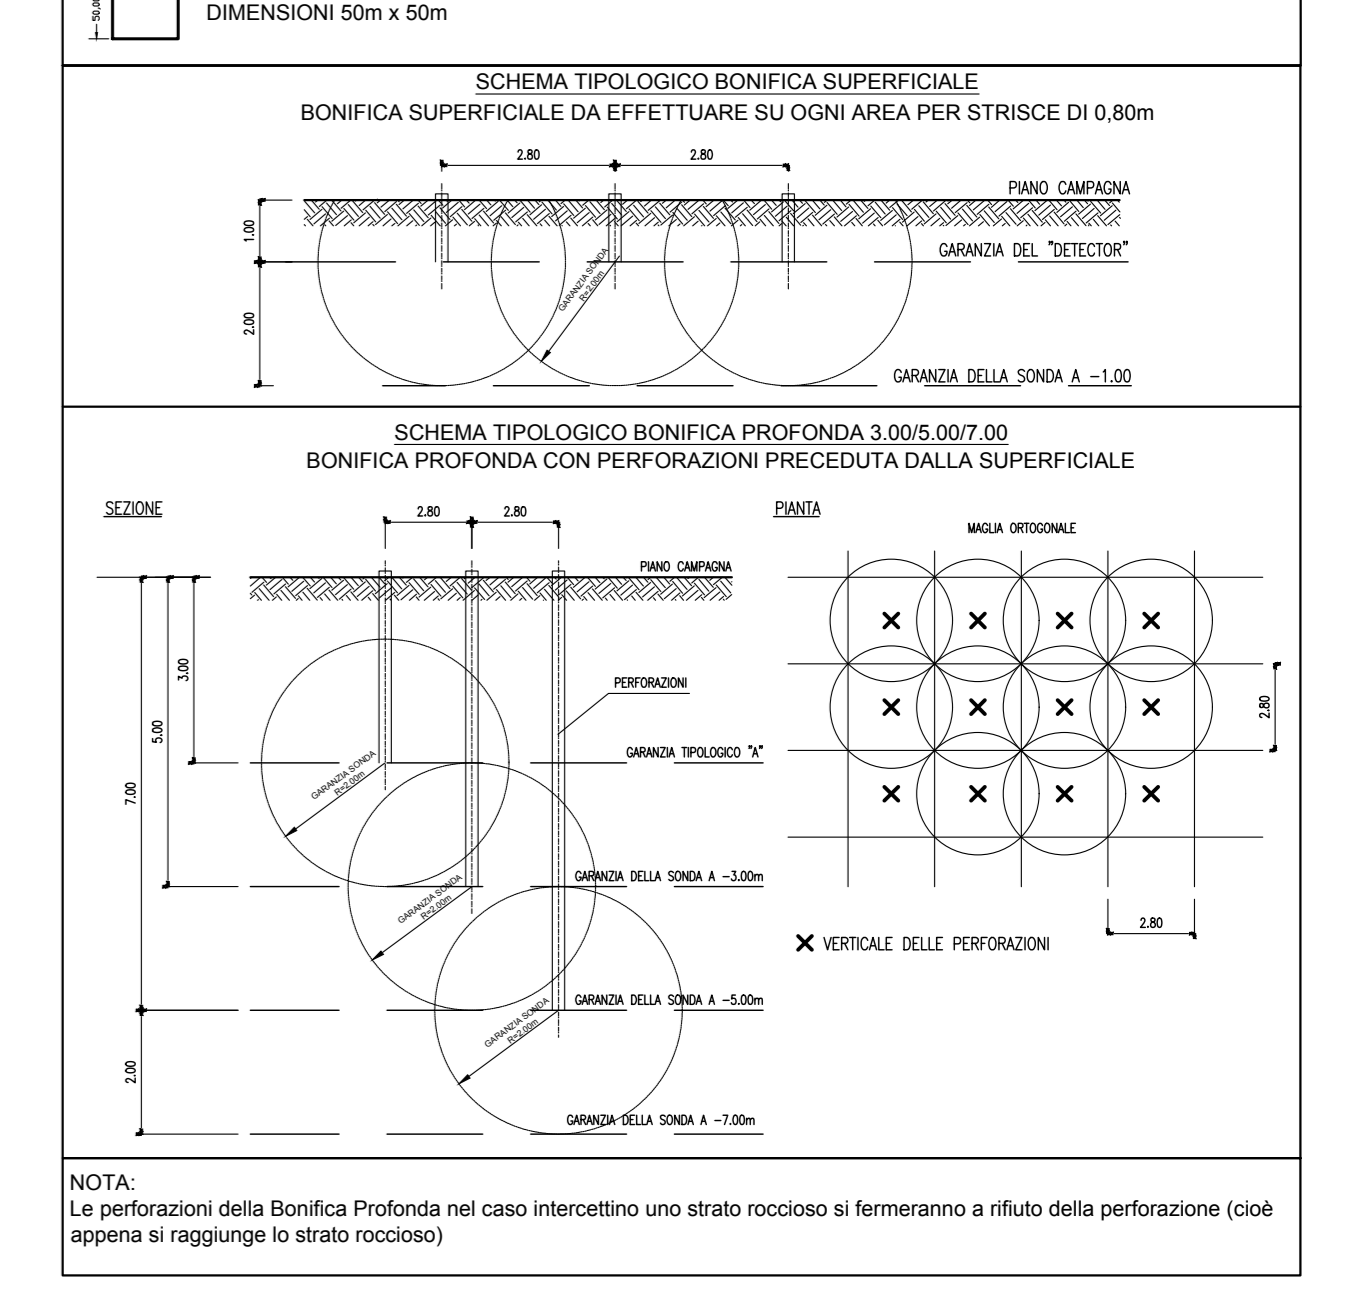 50,00
DIMENSIONI 50m x 50m
SCHEMA TIPOLOGICO BONIFICA SUPERFICIALE
BONIFICA SUPERFICIALE DA EFFETTUARE SU OGNI AREA PER STRISCE DI 0,80m
2.80
2.80
PIANO CAMPAGNA
1.00
GARANZIA DEL "DETECTOR"
GARANZIA SONDA
R=2.00m
2.00
GARANZIA DELLA SONDA A -1.00
SCHEMA TIPOLOGICO BONIFICA PROFONDA 3.00/5.00/7.00
BONIFICA PROFONDA CON PERFORAZIONI PRECEDUTA DALLA SUPERFICIALE
SEZIONE
2.80
2.80
PIANO CAMPAGNA
3.00
5.00
7.00
2.00
PERFORAZIONI
GARANZIA TIPOLOGICO "A"
GARANZIA SONDA
R=2.00m
GARANZIA DELLA SONDA A -3.00m
GARANZIA SONDA
R=2.00m
GARANZIA DELLA SONDA A -5.00m
GARANZIA SONDA
R=2.00m
GARANZIA DELLA SONDA A -7.00m
PIANTA
MAGLIA ORTOGONALE
2.80
2.80
VERTICALE DELLE PERFORAZIONI
NOTA:
Le perforazioni della Bonifica Profonda nel caso intercettino uno strato roccioso si fermeranno a rifiuto della perforazione (cioè
appena si raggiunge lo strato roccioso)